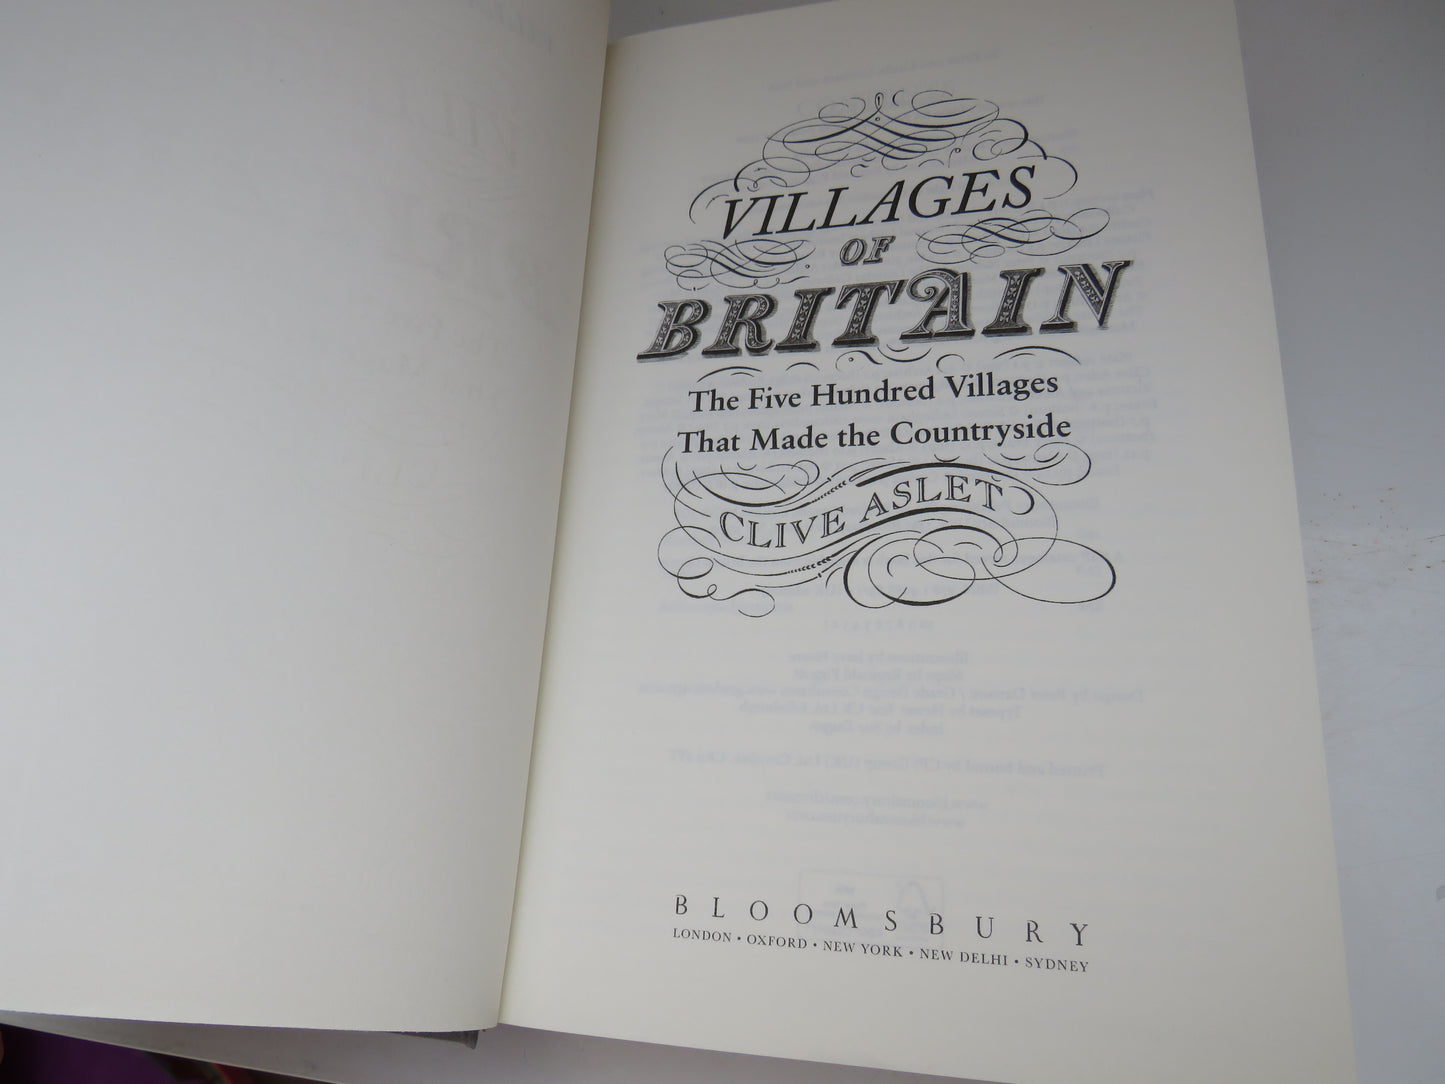 VILLAGES
OF
BRITAIN
The Five Hundred Villages
That Made the Countryside
CLIVE ASLET
BLOOMSBURY
LONDON • OXFORD • NEW YORK • NEW DELHI • SYDNEY